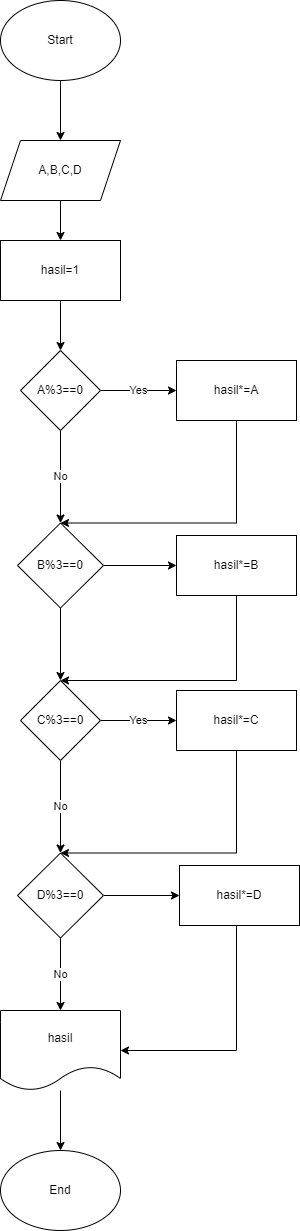 Start
A,B,C,D
hasil=1
A%3==0
Yes
hasil*=A
No
B%3==0
hasil*=B
C%3==0
Yes
hasil*=C
No
D%3==0
hasil*=D
No
hasil
End